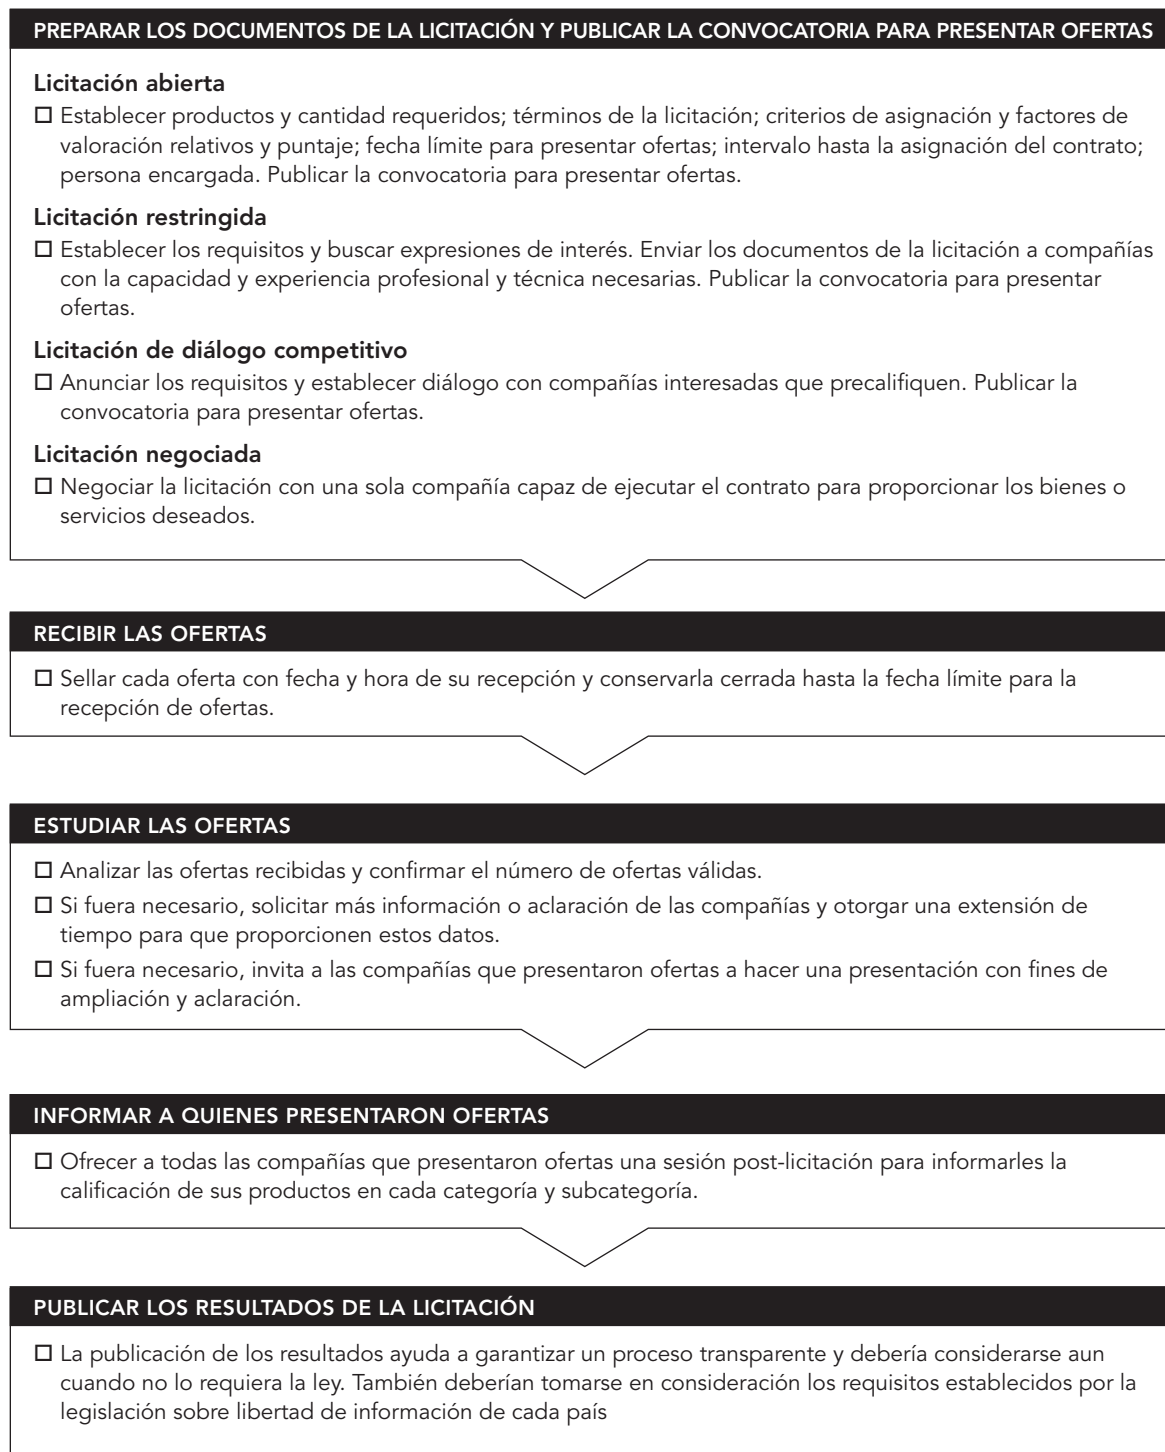 PREPARAR LOS DOCUMENTOS DE LA LICITACIÓN Y PUBLICAR LA CONVOCATORIA PARA PRESENTAR OFERTAS
Licitación abierta
☐ Establecer productos y cantidad requeridos; términos de la licitación; criterios de asignación y factores de
valoración relativos y puntaje; fecha límite para presentar ofertas; intervalo hasta la asignación del contrato;
persona encargada. Publicar la convocatoria para presentar ofertas.
Licitación restringida
☐ Establecer los requisitos y buscar expresiones de interés. Enviar los documentos de la licitación a compañías
con la capacidad y experiencia profesional y técnica necesarias. Publicar la convocatoria para presentar
ofertas.
Licitación de diálogo competitivo
☐ Anunciar los requisitos y establecer diálogo con compañías interesadas que precalifiquen. Publicar la
convocatoria para presentar ofertas.
Licitación negociada
☐ Negociar la licitación con una sola compañía capaz de ejecutar el contrato para proporcionar los bienes o
servicios deseados.
RECIBIR LAS OFERTAS
☐ Sellar cada oferta con fecha y hora de su recepción y conservarla cerrada hasta la fecha límite para la
recepción de ofertas.
ESTUDIAR LAS OFERTAS
☐ Analizar las ofertas recibidas y confirmar el número de ofertas válidas.
☐ Si fuera necesario, solicitar más información o aclaración de las compañías y otorgar una extensión de
tiempo para que proporcionen estos datos.
☐ Si fuera necesario, invita a las compañías que presentaron ofertas a hacer una presentación con fines de
ampliación y aclaración.
INFORMAR A QUIENES PRESENTARON OFERTAS
☐ Ofrecer a todas las compañías que presentaron ofertas una sesión post-licitación para informarles la
calificación de sus productos en cada categoría y subcategoría.
PUBLICAR LOS RESULTADOS DE LA LICITACIÓN
☐ La publicación de los resultados ayuda a garantizar un proceso transparente y debería considerarse aun
cuando no lo requiera la ley. También deberían tomarse en consideración los requisitos establecidos por la
legislación sobre libertad de información de cada país